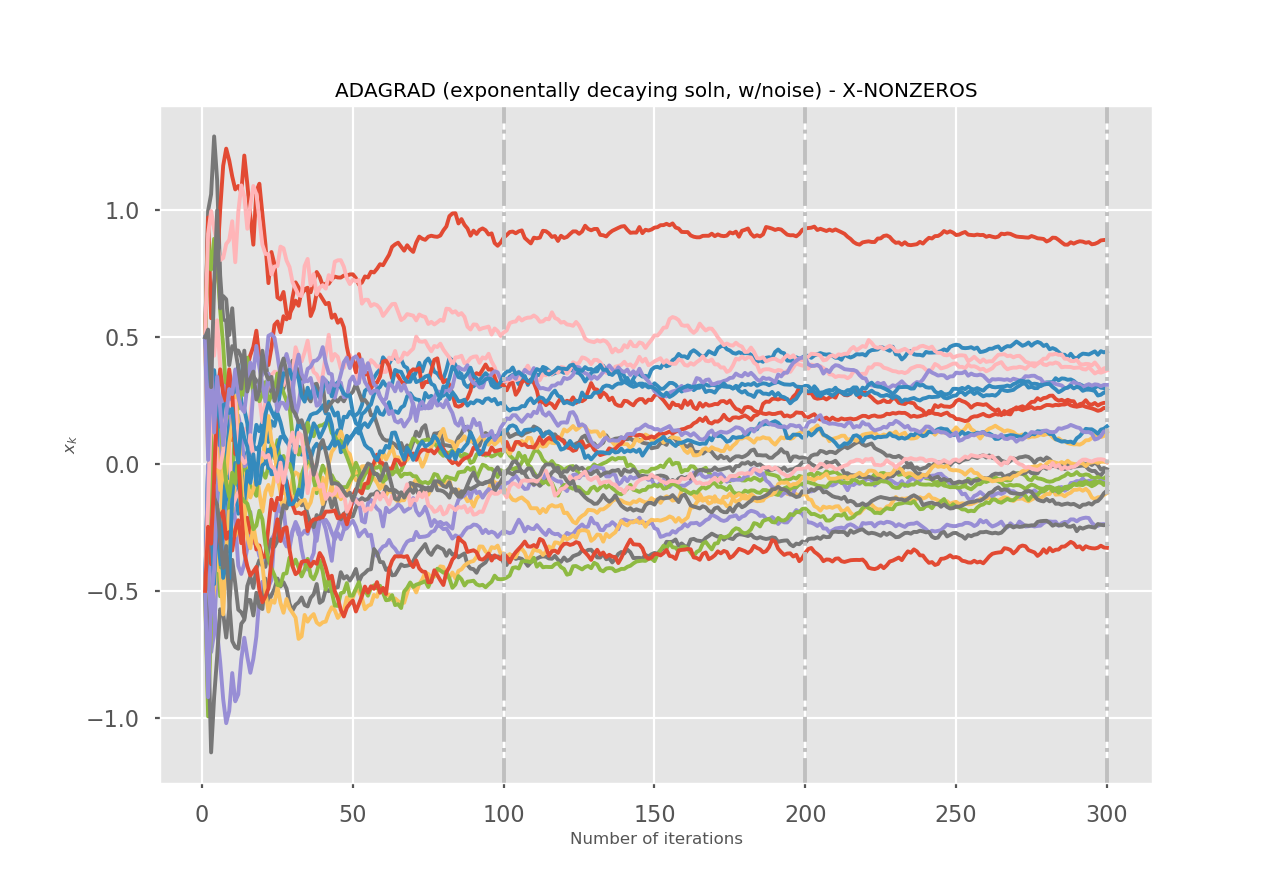 ADAGRAD (exponentially decaying soln, w/noise) - X-NONZEROS
1.0
0.5
0.0
−0.5
−1.0
x_k
0 50 100 150 200 250 300
Number of iterations